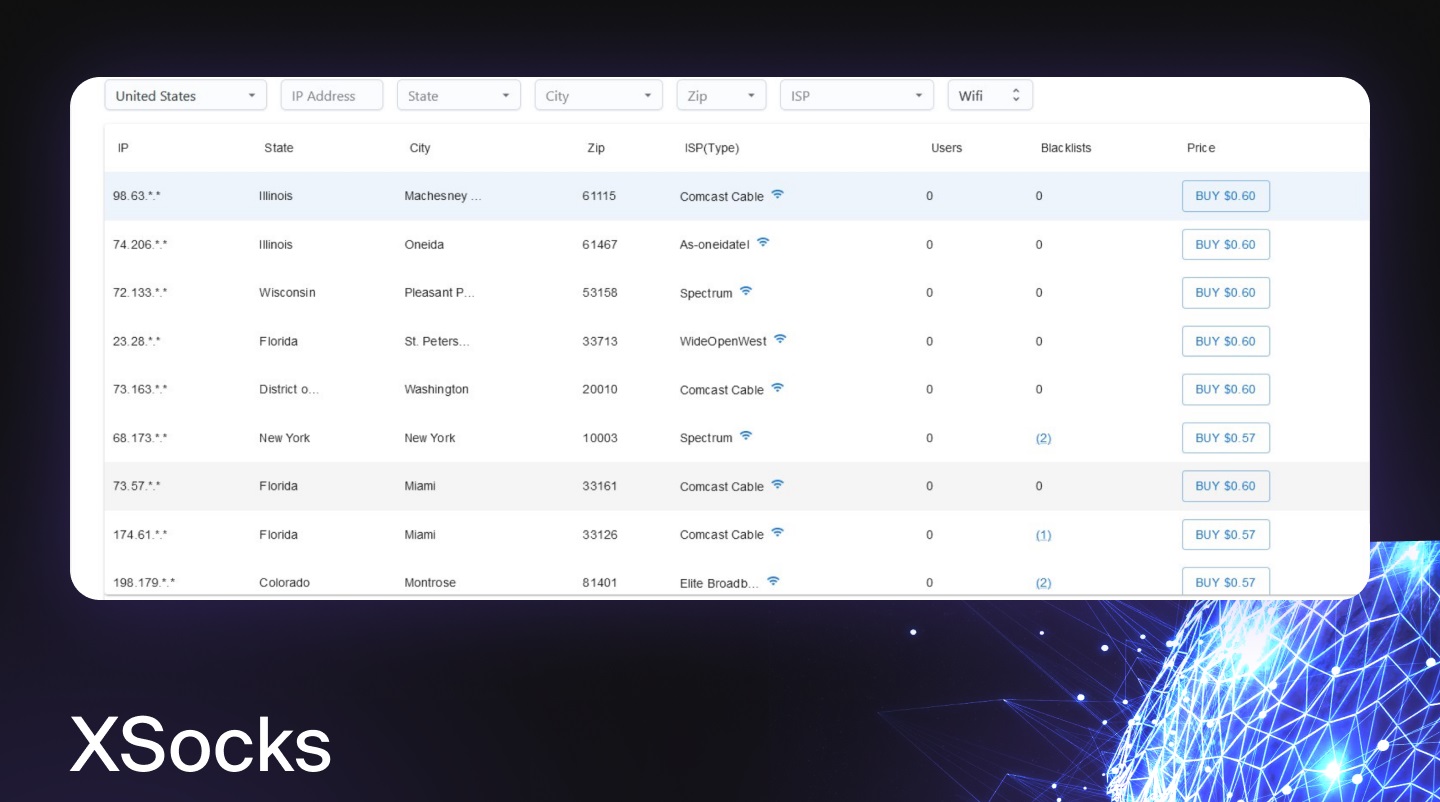 United States IP Address State City Zip ISP Wifi
IP State City Zip ISP(Type) Users Blacklists Price
98.63.*.* Illinois Machesney ... 61115 Comcast Cable 0 0 BUY $0.60
74.206.*.* Illinois Oneida 61467 As-oneidatel 0 0 BUY $0.60
72.133.*.* Wisconsin Pleasant P... 53158 Spectrum 0 0 BUY $0.60
23.28.*.* Florida St. Peters... 33713 WideOpenWest 0 0 BUY $0.60
73.163.*.* District o... Washington 20010 Comcast Cable 0 0 BUY $0.60
68.173.*.* New York New York 10003 Spectrum 0 (2) BUY $0.57
73.57.*.* Florida Miami 33161 Comcast Cable 0 0 BUY $0.60
174.61.*.* Florida Miami 33126 Comcast Cable 0 (1) BUY $0.57
198.179.*.* Colorado Montrose 81401 Elite Broadb... 0 (2) BUY $0.57
XSocks